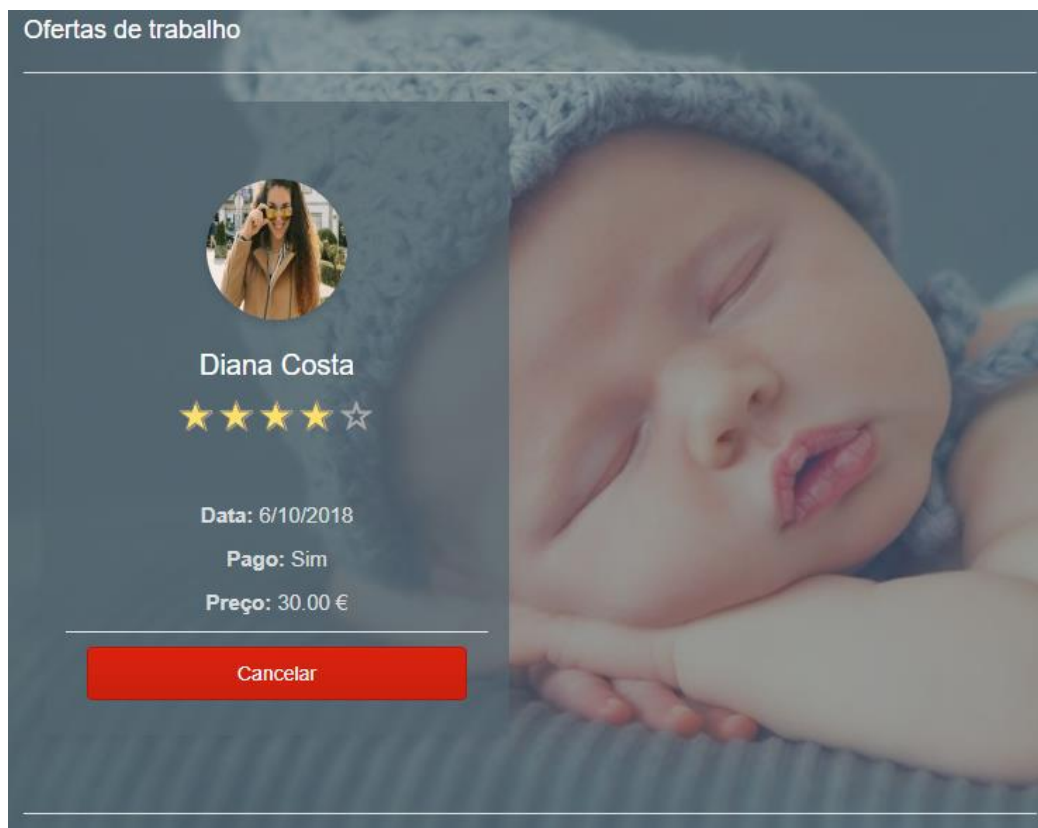 Ofertas de trabalho
Diana Costa
Data: 6/10/2018
Pago: Sim
Preço: 30.00 €
Cancelar